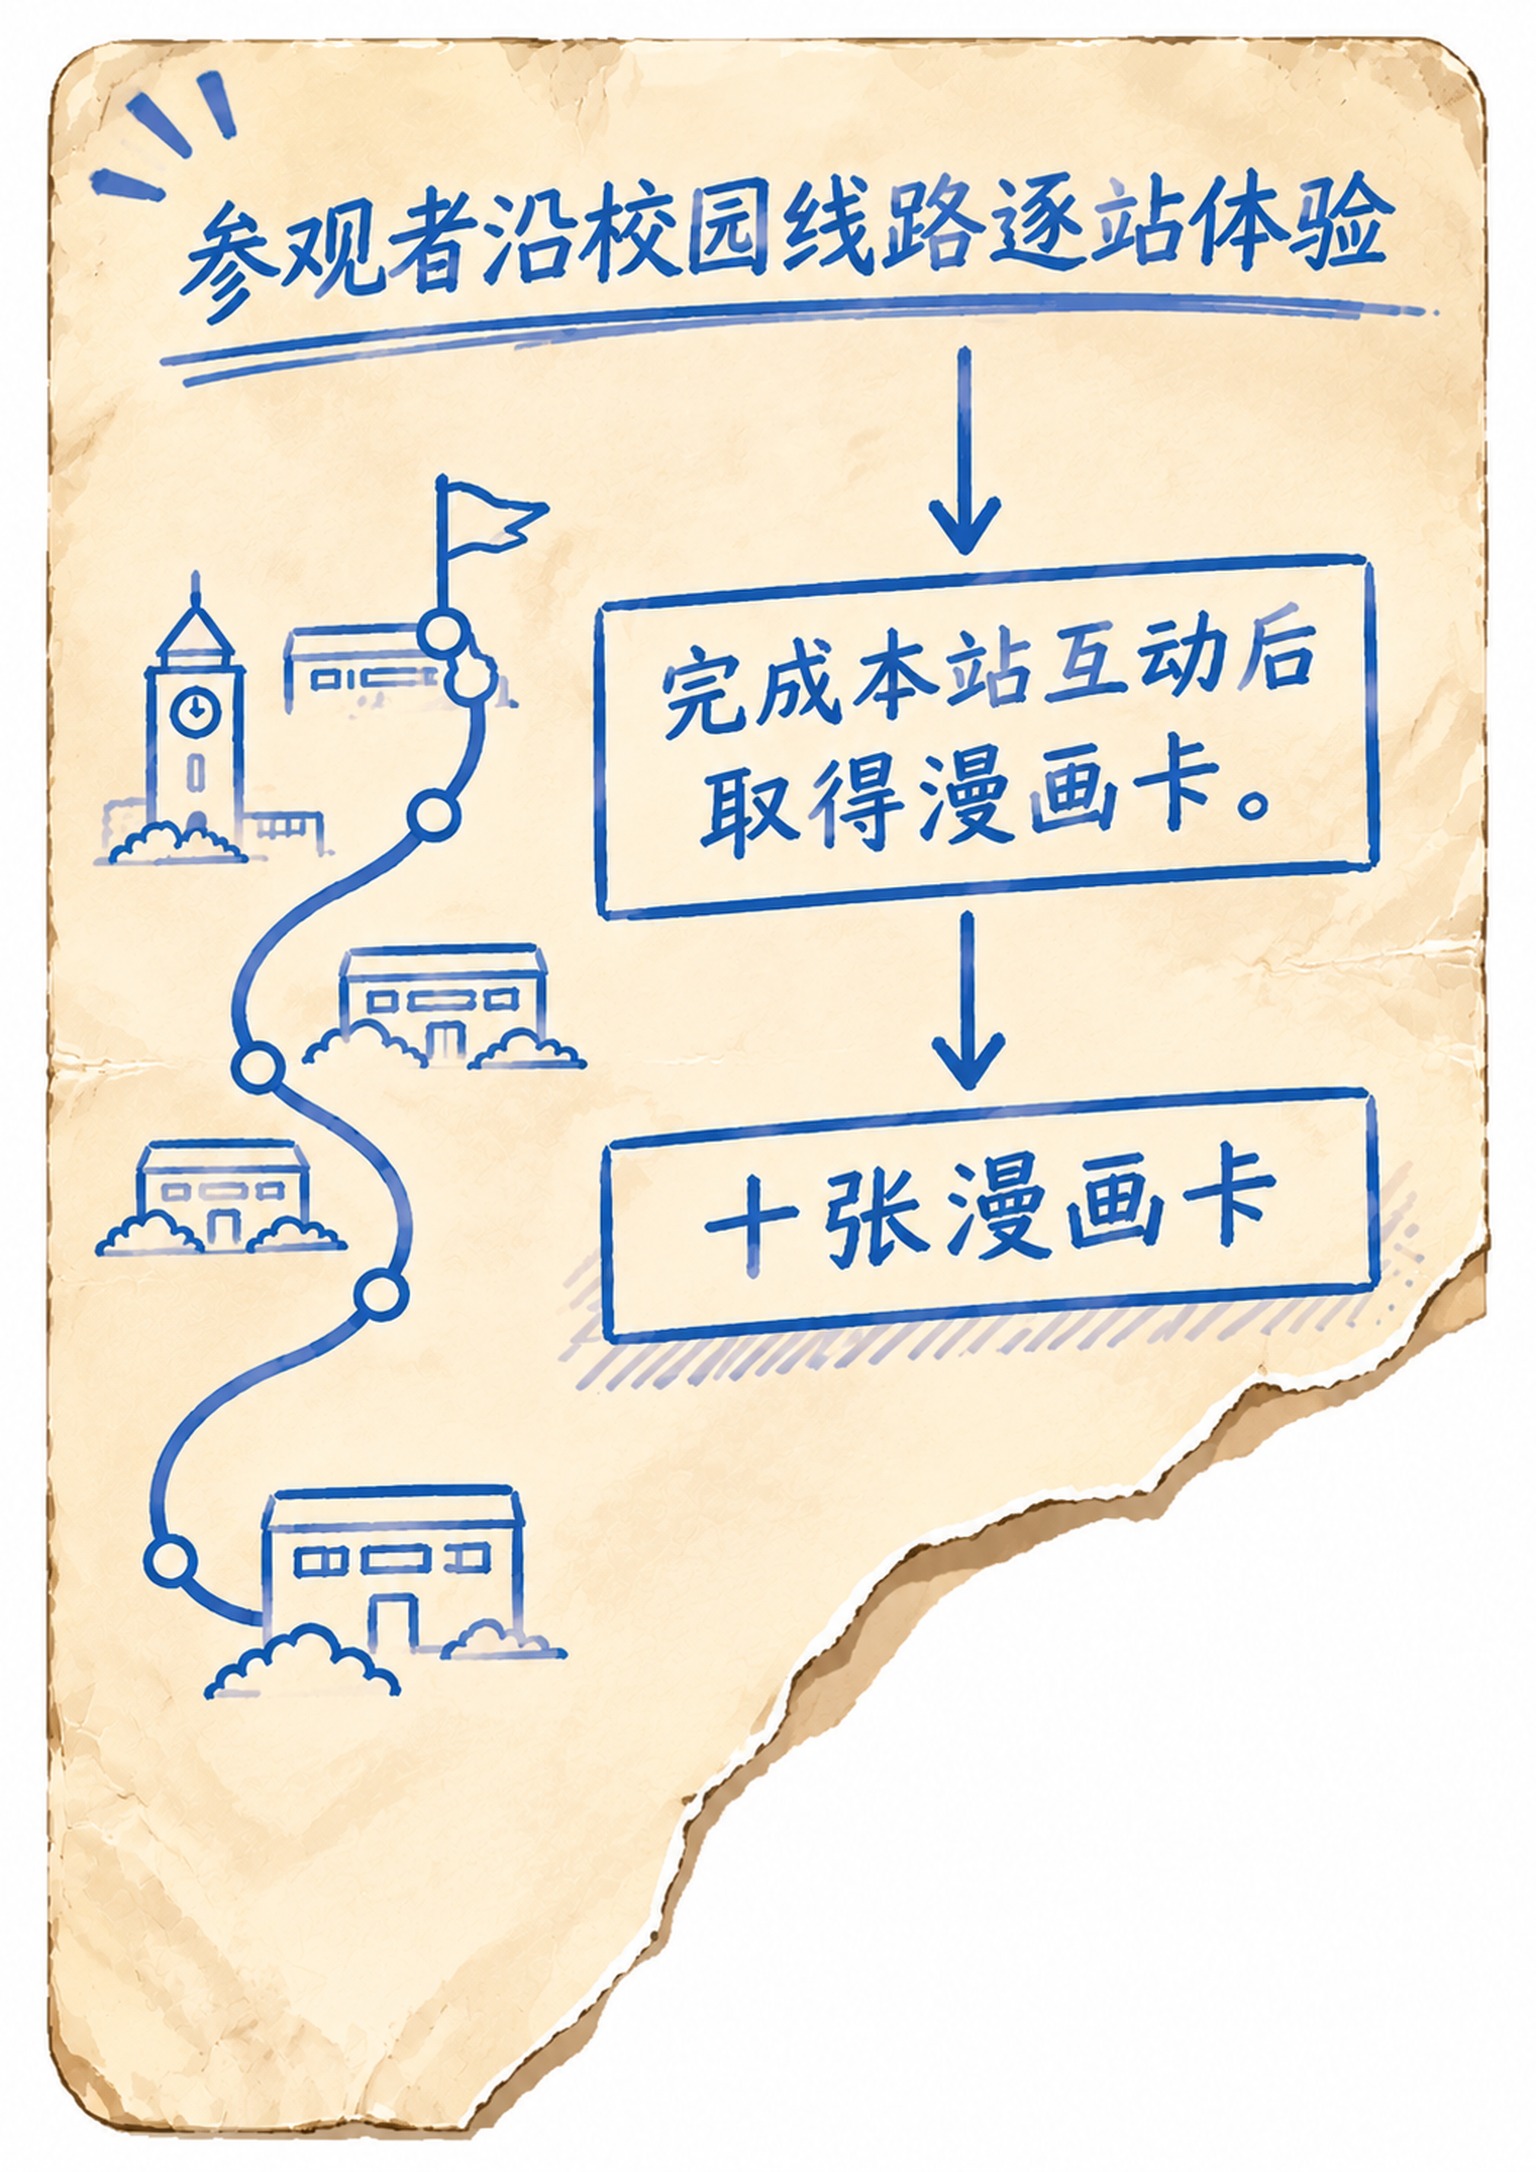 参观者沿校园线路逐站体验
完成本站互动后
取得漫画卡。
十张漫画卡